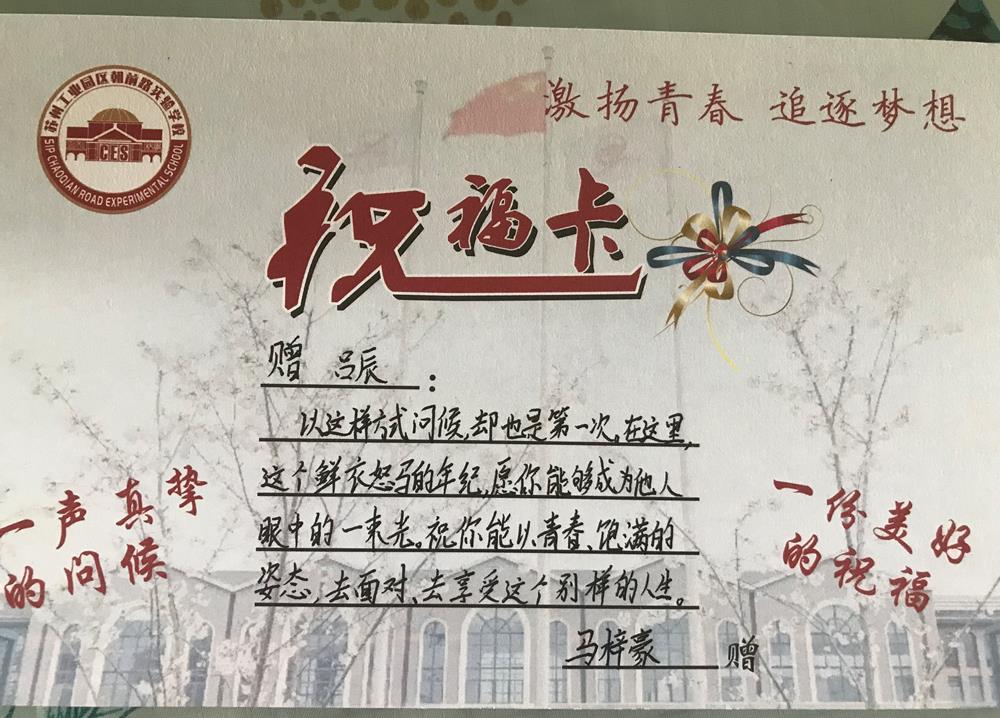 苏州工业园区朝前路实验学校
CES
SIP CHAOQIAN ROAD EXPERIMENTAL SCHOOL
激扬青春 追逐梦想
祝福卡
赠 吕辰：
以这样方式问候,却也是第一次,在这里,
这个鲜衣怒马的年纪,愿你能够成为他人
眼中的一束光。祝你能以青春、饱满的
姿态,去面对、去享受这个别样的人生。
马梓豪 赠
一声真挚
的问候
一份美好
的祝福